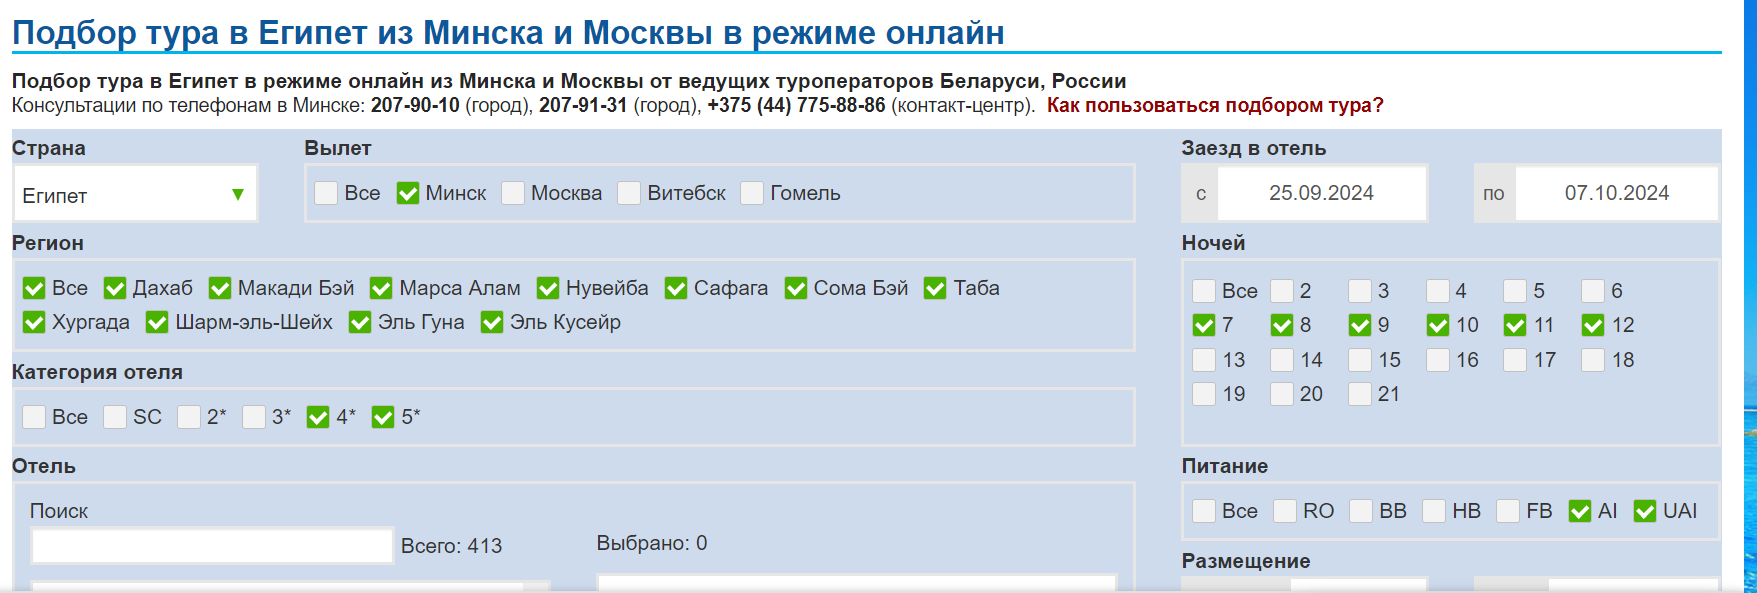 Подбор тура в Египет из Минска и Москвы в режиме онлайн
Подбор тура в Египет в режиме онлайн из Минска и Москвы от ведущих туроператоров Беларуси, России
Консультации по телефонам в Минске: 207-90-10 (город), 207-91-31 (город), +375 (44) 775-88-86 (контакт-центр). Как пользоваться подбором тура?
Страна
Египет
Вылет
Все Минск Москва Витебск Гомель
Заезд в отель
с 25.09.2024 по 07.10.2024
Регион
Все Дахаб Макади Бэй Марса Алам Нувейба Сафага Сома Бэй Таба
Хургада Шарм-эль-Шейх Эль Гуна Эль Кусейр
Ночей
Все 2 3 4 5 6
7 8 9 10 11 12
13 14 15 16 17 18
19 20 21
Категория отеля
Все SC 2* 3* 4* 5*
Отель
Поиск
Всего: 413
Выбрано: 0
Питание
Все RO BB HB FB AI UAI
Размещение